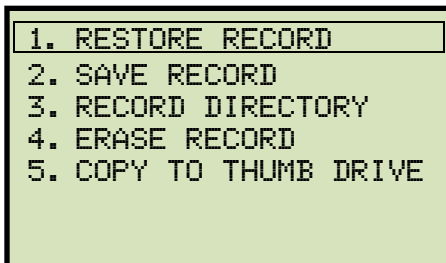 1. RESTORE RECORD
2. SAVE RECORD
3. RECORD DIRECTORY
4. ERASE RECORD
5. COPY TO THUMB DRIVE